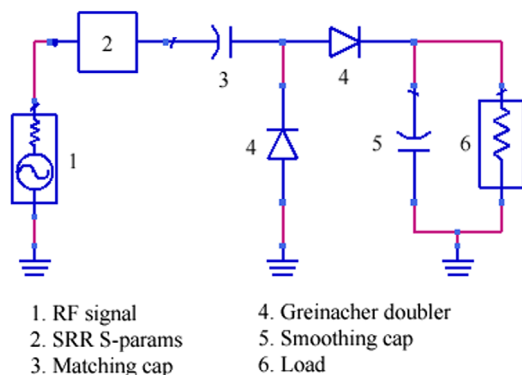 2
3
4
1
4
5
6
1. RF signal
2. SRR S-params
3. Matching cap
4. Greinacher doubler
5. Smoothing cap
6. Load